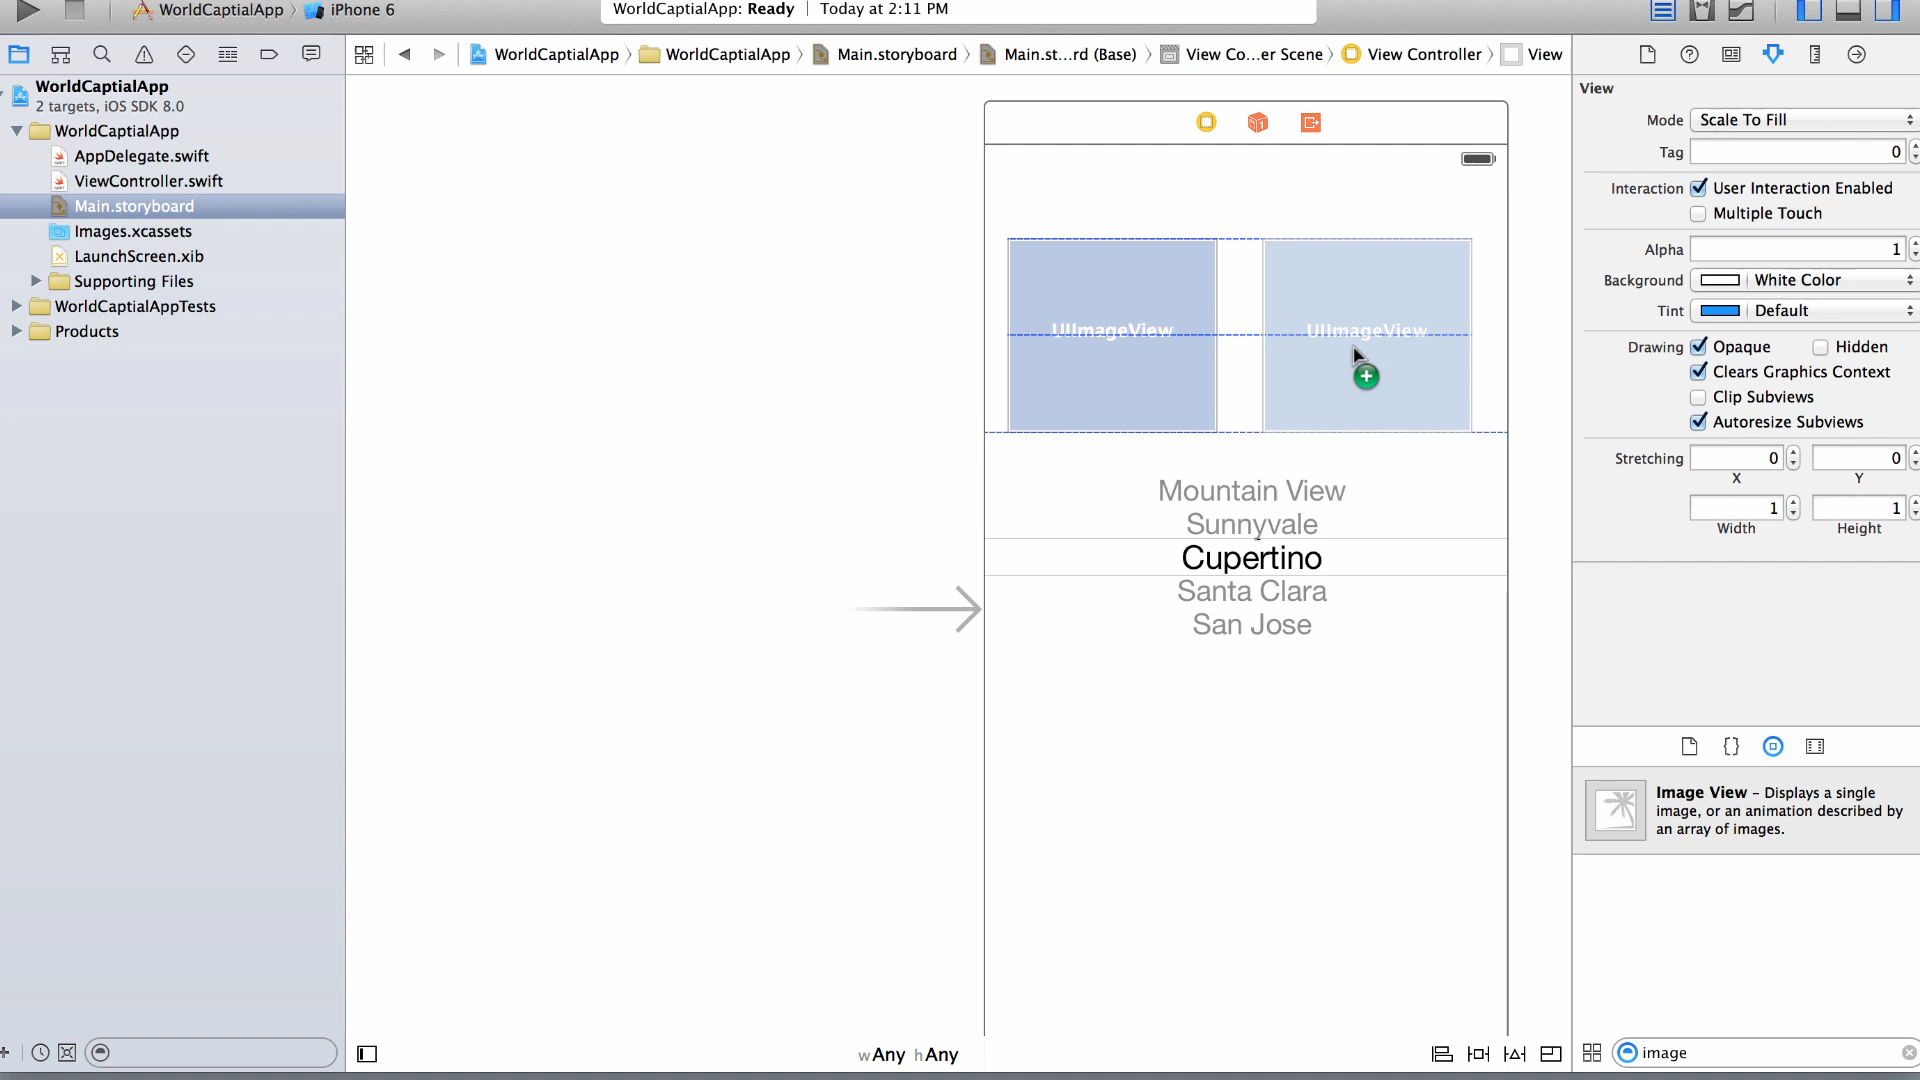 WorldCaptialApp iPhone 6
WorldCaptialApp: Ready Today at 2:11 PM
WorldCaptialApp WorldCaptialApp Main.storyboard Main.st...rd (Base) View Co...er Scene View Controller View
WorldCaptialApp
2 targets, iOS SDK 8.0
WorldCaptialApp
AppDelegate.swift
ViewController.swift
Main.storyboard
Images.xcassets
LaunchScreen.xib
Supporting Files
WorldCaptialAppTests
Products
UIImageView UIImageView
Mountain View
Sunnyvale
Cupertino
Santa Clara
San Jose
wAny hAny
View
Mode Scale To Fill
Tag 0
Interaction User Interaction Enabled
Multiple Touch
Alpha 1
Background White Color
Tint Default
Drawing Opaque Hidden
Clears Graphics Context
Clip Subviews
Autoresize Subviews
Stretching 0 0
X Y
1 1
Width Height
Image View – Displays a single
image, or an animation described by
an array of images.
image